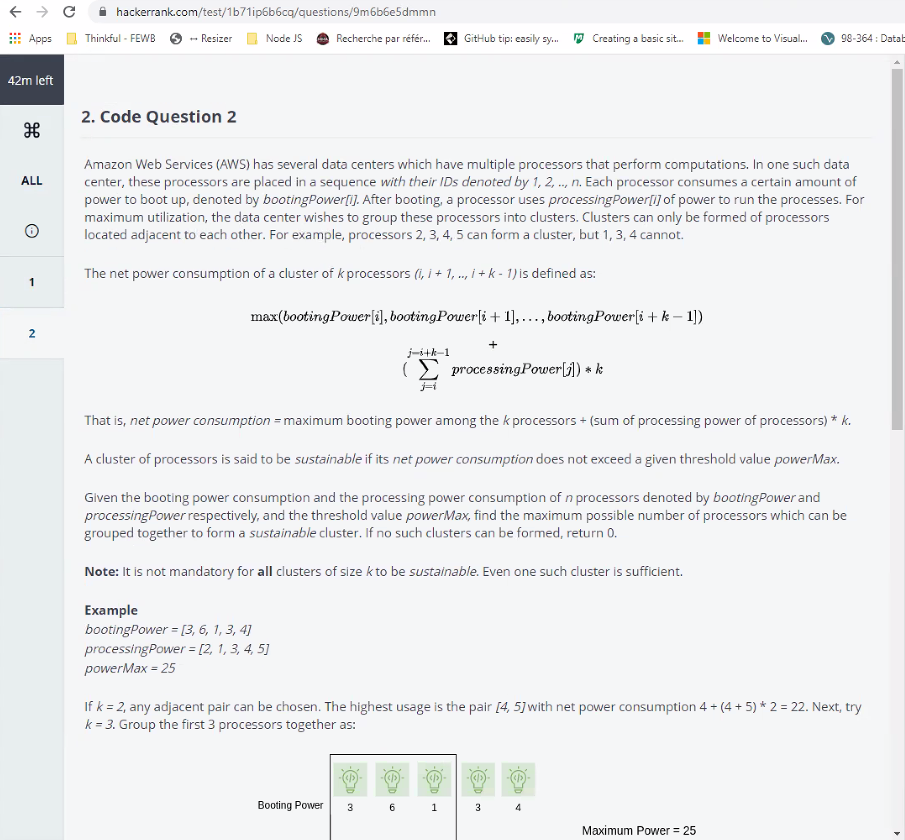 hackerrank.com/test/1b71ip6b6cq/questions/9m6b6e5dmmn
Apps Thinkful - FEWB ↔ Resizer Node JS Recherche par référ... GitHub tip: easily sy... Creating a basic sit... Welcome to Visual... 98-364 : Datab
42m left
ALL
1
2
2. Code Question 2
Amazon Web Services (AWS) has several data centers which have multiple processors that perform computations. In one such data
center, these processors are placed in a sequence with their IDs denoted by 1, 2, .., n. Each processor consumes a certain amount of
power to boot up, denoted by bootingPower[i]. After booting, a processor uses processingPower[i] of power to run the processes. For
maximum utilization, the data center wishes to group these processors into clusters. Clusters can only be formed of processors
located adjacent to each other. For example, processors 2, 3, 4, 5 can form a cluster, but 1, 3, 4 cannot.
The net power consumption of a cluster of k processors (i, i + 1, .., i + k - 1) is defined as:
max(bootingPower[i], bootingPower[i + 1], . . . , bootingPower[i + k − 1])
+
j=i+k−1
( ∑ processingPower[j]) ∗ k
j=i
That is, net power consumption = maximum booting power among the k processors + (sum of processing power of processors) * k.
A cluster of processors is said to be sustainable if its net power consumption does not exceed a given threshold value powerMax.
Given the booting power consumption and the processing power consumption of n processors denoted by bootingPower and
processingPower respectively, and the threshold value powerMax, find the maximum possible number of processors which can be
grouped together to form a sustainable cluster. If no such clusters can be formed, return 0.
Note: It is not mandatory for all clusters of size k to be sustainable. Even one such cluster is sufficient.
Example
bootingPower = [3, 6, 1, 3, 4]
processingPower = [2, 1, 3, 4, 5]
powerMax = 25
If k = 2, any adjacent pair can be chosen. The highest usage is the pair [4, 5] with net power consumption 4 + (4 + 5) * 2 = 22. Next, try
k = 3. Group the first 3 processors together as:
Booting Power 3 6 1 3 4
Maximum Power = 25